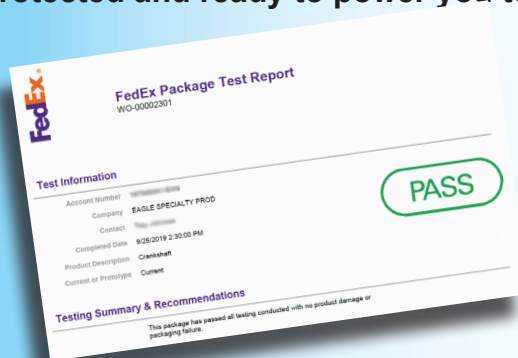 rotected and ready to power you t
FedEx.
FedEx Package Test Report
WO-00002301
Test Information
Account Number
Company EAGLE SPECIALTY PROD
Contact
Completed Date 9/25/2019 2:30:00 PM
Product Description Crankshaft
Current or Prototype Current
PASS
Testing Summary & Recommendations
This package has passed all testing conducted with no product damage or
packaging failure.